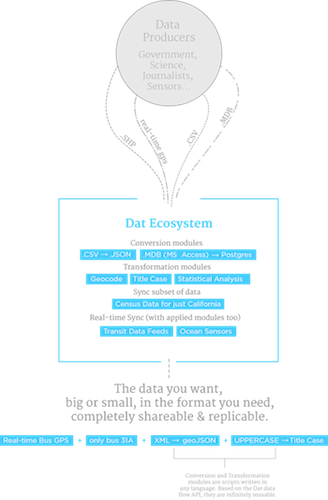 Data
Producers
Government,
Science,
Journalists,
Sensors...
.SHP
real-time gps
.CSV
.MDB
Dat Ecosystem
Conversion modules
.CSV → .JSON .MDB (MS Access) → Postgres
Transformation modules
Geocode Title Case Statistical Analysis
Sync subset of data
Census Data for just California
Real-time Sync (with applied modules too)
Transit Data Feeds Ocean Sensors
The data you want,
big or small, in the format you need,
completely shareable & replicable.
Real-time Bus GPS + only bus 31A + XML → geoJSON + UPPERCASE→Title Case
Conversion and Transformation
modules are scripts written in
any language. Based on the Dat data
flow API, they are infinitely reusable.